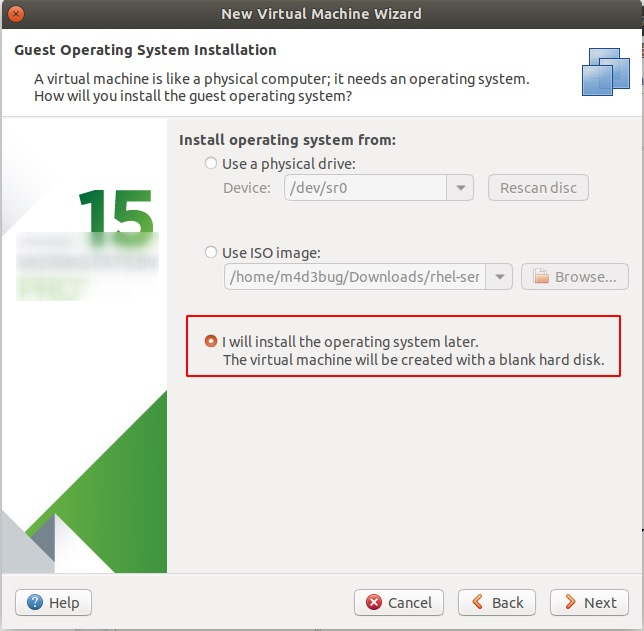 New Virtual Machine Wizard
Guest Operating System Installation
A virtual machine is like a physical computer; it needs an operating system.
How will you install the guest operating system?
15
Install operating system from:
Use a physical drive:
Device: /dev/sr0 Rescan disc
Use ISO image:
/home/m4d3bug/Downloads/rhel-ser Browse...
I will install the operating system later.
The virtual machine will be created with a blank hard disk.
? Help Cancel Back Next